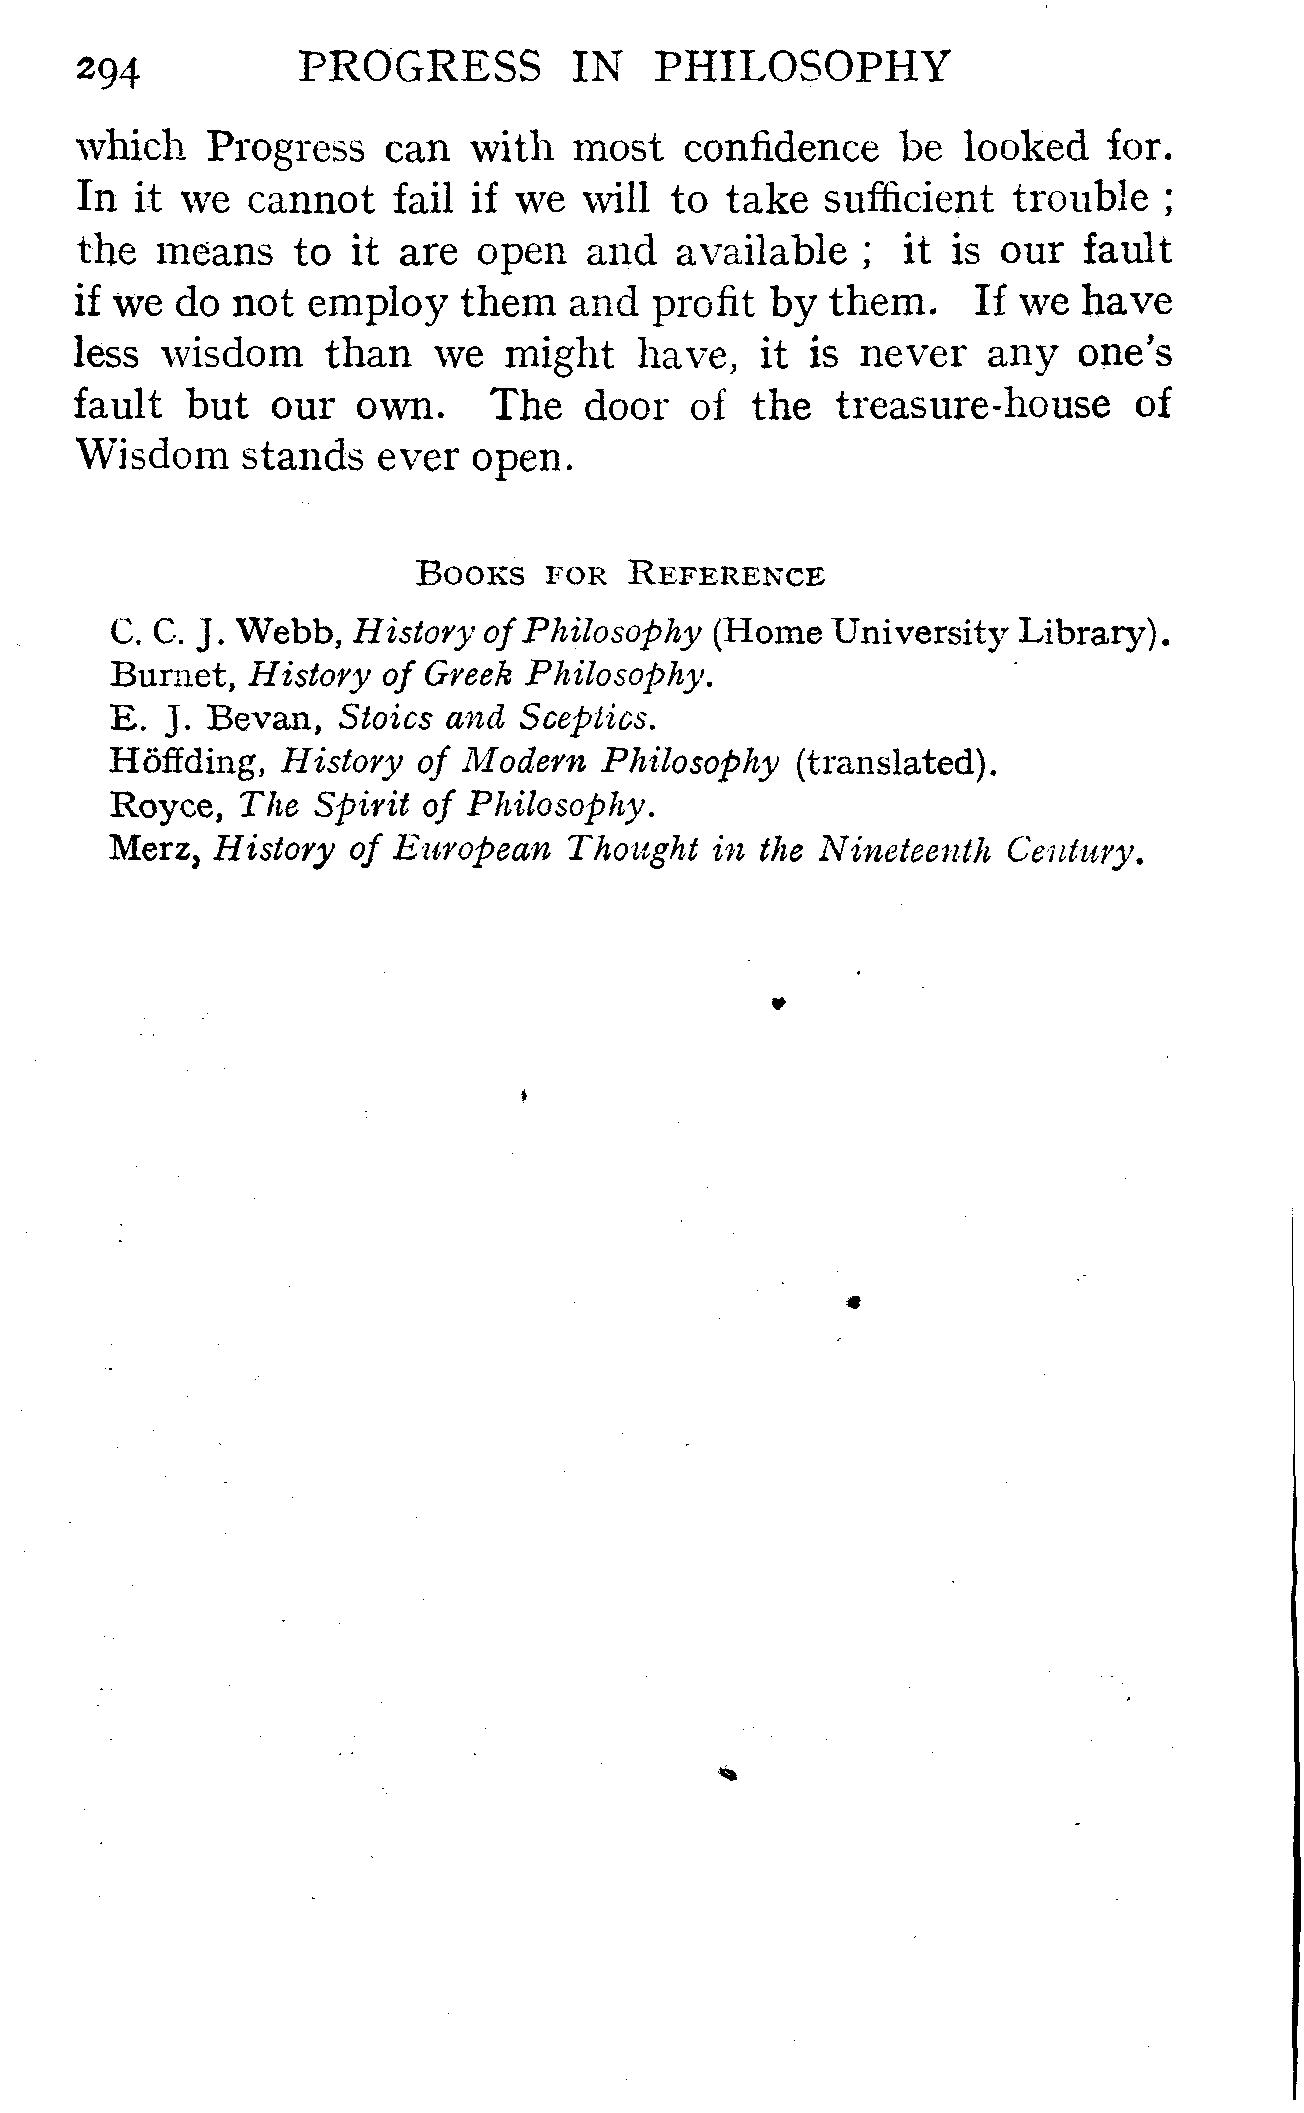 294 PROGRESS IN PHILOSOPHY
which Progress can with most confidence be looked for.
In it we cannot fail if we will to take sufficient trouble ;
the means to it are open and available ; it is our fault
if we do not employ them and profit by them. If we have
less wisdom than we might have, it is never any one's
fault but our own. The door of the treasure-house of
Wisdom stands ever open.
BOOKS FOR REFERENCE
C. C. J. Webb, History of Philosophy (Home University Library).
Burnet, History of Greek Philosophy.
E. J. Bevan, Stoics and Sceptics.
Höffding, History of Modern Philosophy (translated).
Royce, The Spirit of Philosophy.
Merz, History of European Thought in the Nineteenth Century.